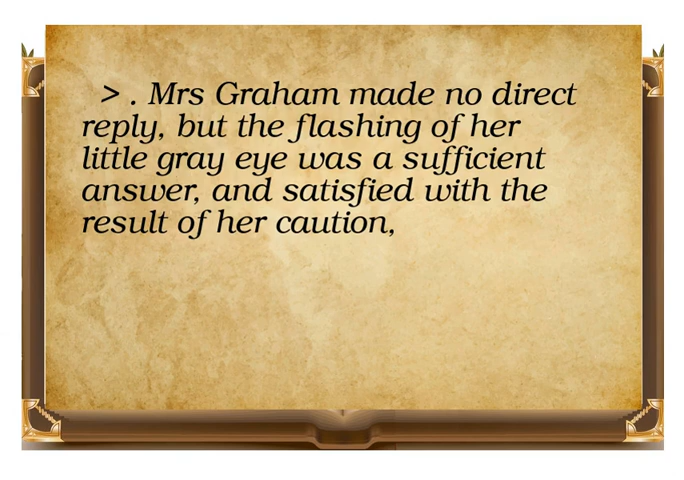 > . Mrs Graham made no direct
reply, but the flashing of her
little gray eye was a sufficient
answer, and satisfied with the
result of her caution,